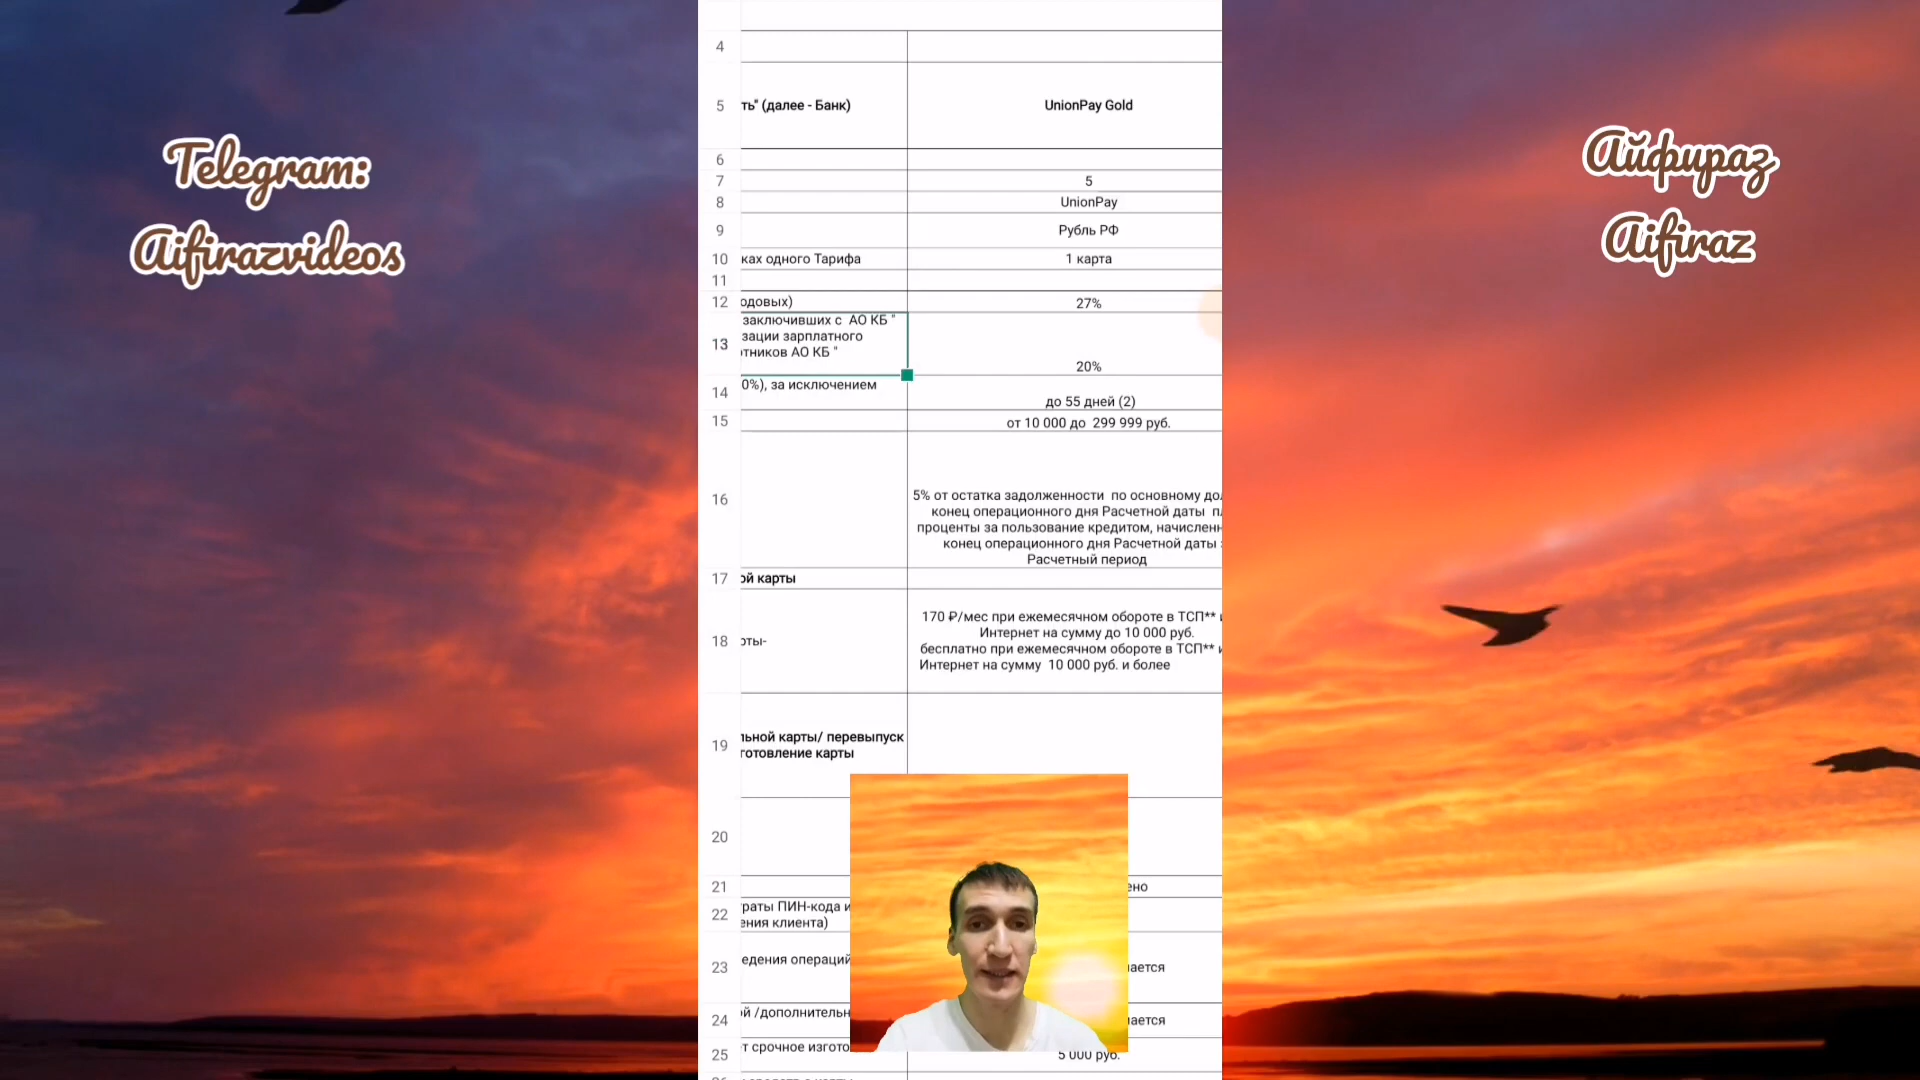 Telegram:
Aifirazvideos
Айфираз
Aifiraz
4
5 ть" (далее - Банк) UnionPay Gold
6
7 5
8 UnionPay
9 Рубль РФ
10 ках одного Тарифа 1 карта
11
12 одовых) 27%
13 заключивших с АО КБ "
зации зарплатного
тников АО КБ "
20%
14 0%), за исключением
до 55 дней (2)
15 от 10 000 до 299 999 руб.
16 5% от остатка задолженности по основному до
конец операционного дня Расчетной даты
проценты за пользование кредитом, начислен
конец операционного дня Расчетной даты
Расчетный период
17 ой карты
18 рты-
170 ₽/мес при ежемесячном обороте в ТСП**
Интернет на сумму до 10 000 руб.
бесплатно при ежемесячном обороте в ТСП**
Интернет на сумму 10 000 руб. и более
19 льной карты/ перевыпуск
готовление карты
20
21 ено
22 раты ПИН-кода и
ения клиента)
23 едения операций
ается
24 ой /дополнительн
ается
25 т срочное изгото
5 000 руб.